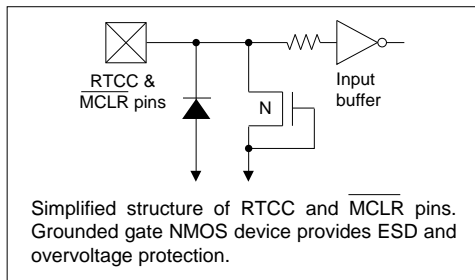 RTCC &
MCLR pins
N
Input
buffer
Simplified structure of RTCC and MCLR pins.
Grounded gate NMOS device provides ESD and
overvoltage protection.